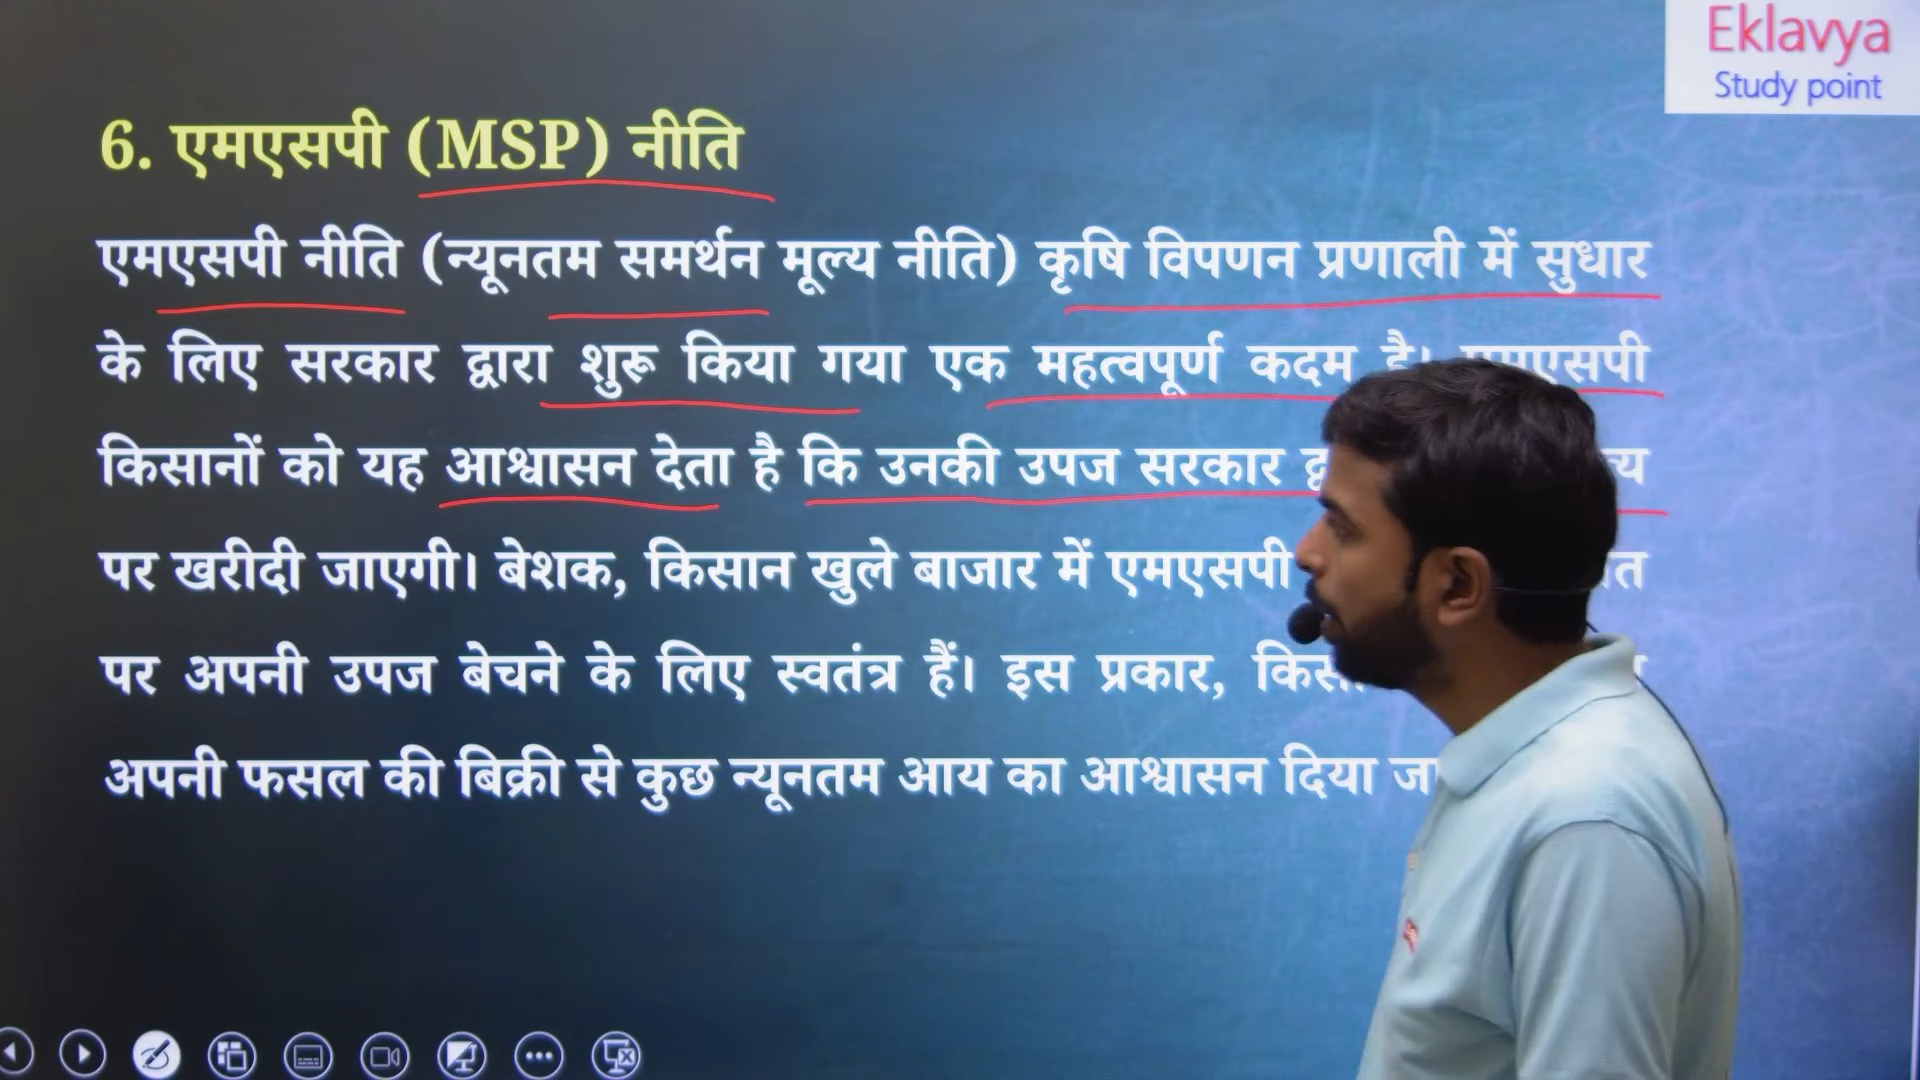 Eklavya
Study point
6. एमएसपी (MSP) नीति
एमएसपी नीति (न्यूनतम समर्थन मूल्य नीति) कृषि विपणन प्रणाली में सुधार
के लिए सरकार द्वारा शुरू किया गया एक महत्वपूर्ण कदम है। एमएसपी
किसानों को यह आश्वासन देता है कि उनकी उपज सरकार
पर खरीदी जाएगी। बेशक, किसान खुले बाजार में एमएसपी
पर अपनी उपज बेचने के लिए स्वतंत्र हैं। इस प्रकार,
अपनी फसल की बिक्री से कुछ न्यूनतम आय का आश्वासन दिया